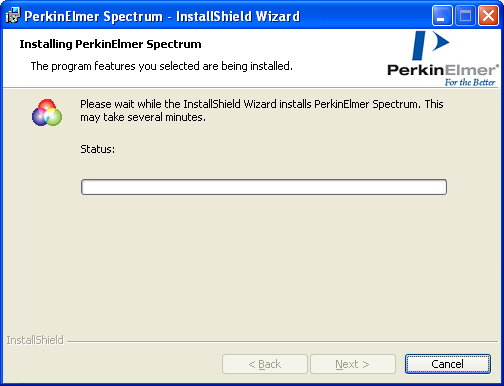 PerkinElmer Spectrum - InstallShield Wizard
Installing PerkinElmer Spectrum
The program features you selected are being installed.
PerkinElmer®
For the Better
Please wait while the InstallShield Wizard installs PerkinElmer Spectrum. This
may take several minutes.
Status:
InstallShield
< Back
Next >
Cancel